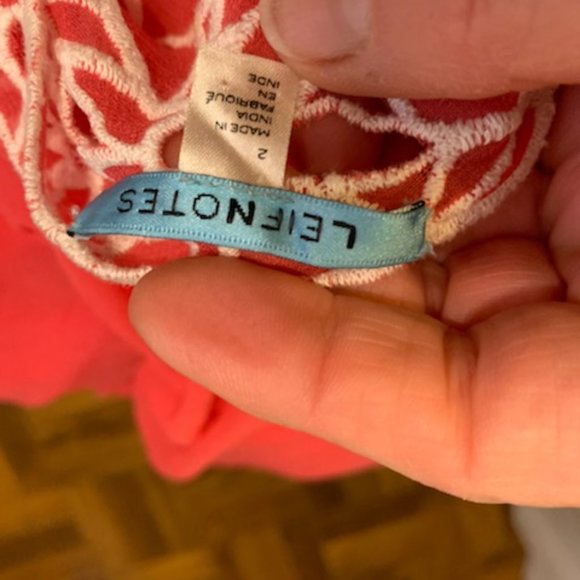 LEIFNOTES
2
MADE IN
INDIA
FABRIQUÉ
EN
INDE